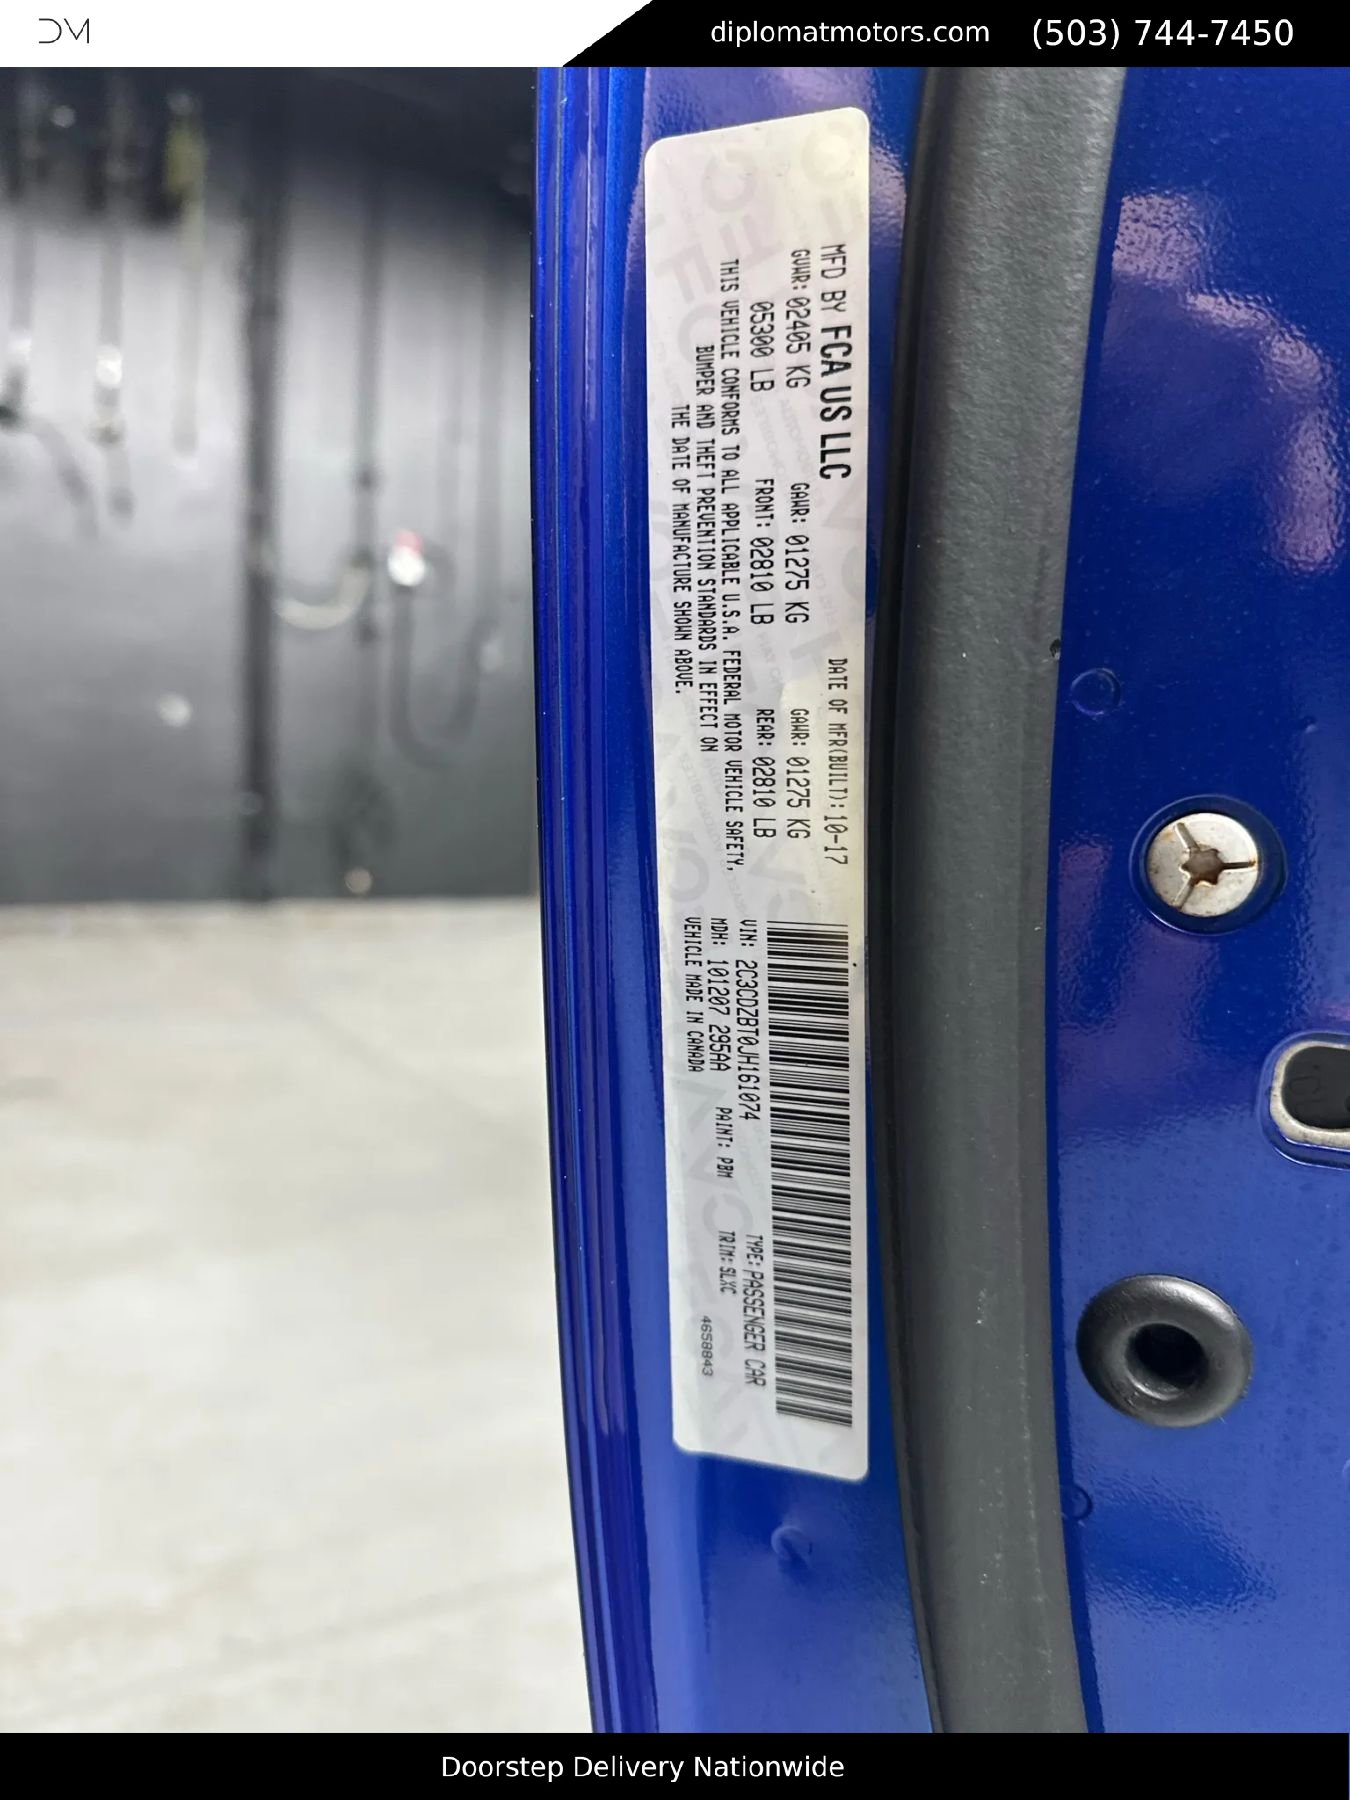 DM
diplomatmotors.com (503) 744-7450
MFD BY FCA US LLC DATE OF MFR(BUILT): 10-17
GVWR: 02405 KG GAWR: 01275 KG GAWR: 01275 KG
05300 LB FRONT: 02810 LB REAR: 02810 LB
THIS VEHICLE CONFORMS TO ALL APPLICABLE U.S.A. FEDERAL MOTOR VEHICLE SAFETY,
BUMPER AND THEFT PREVENTION STANDARDS IN EFFECT ON
THE DATE OF MANUFACTURE SHOWN ABOVE.
VIN: 2C3CDZBT0JH161074 TYPE: PASSENGER CAR
MDH: 101207 295AA PAINT: PBM TRIM: SLXC
VEHICLE MADE IN CANADA 4658843
Doorstep Delivery Nationwide